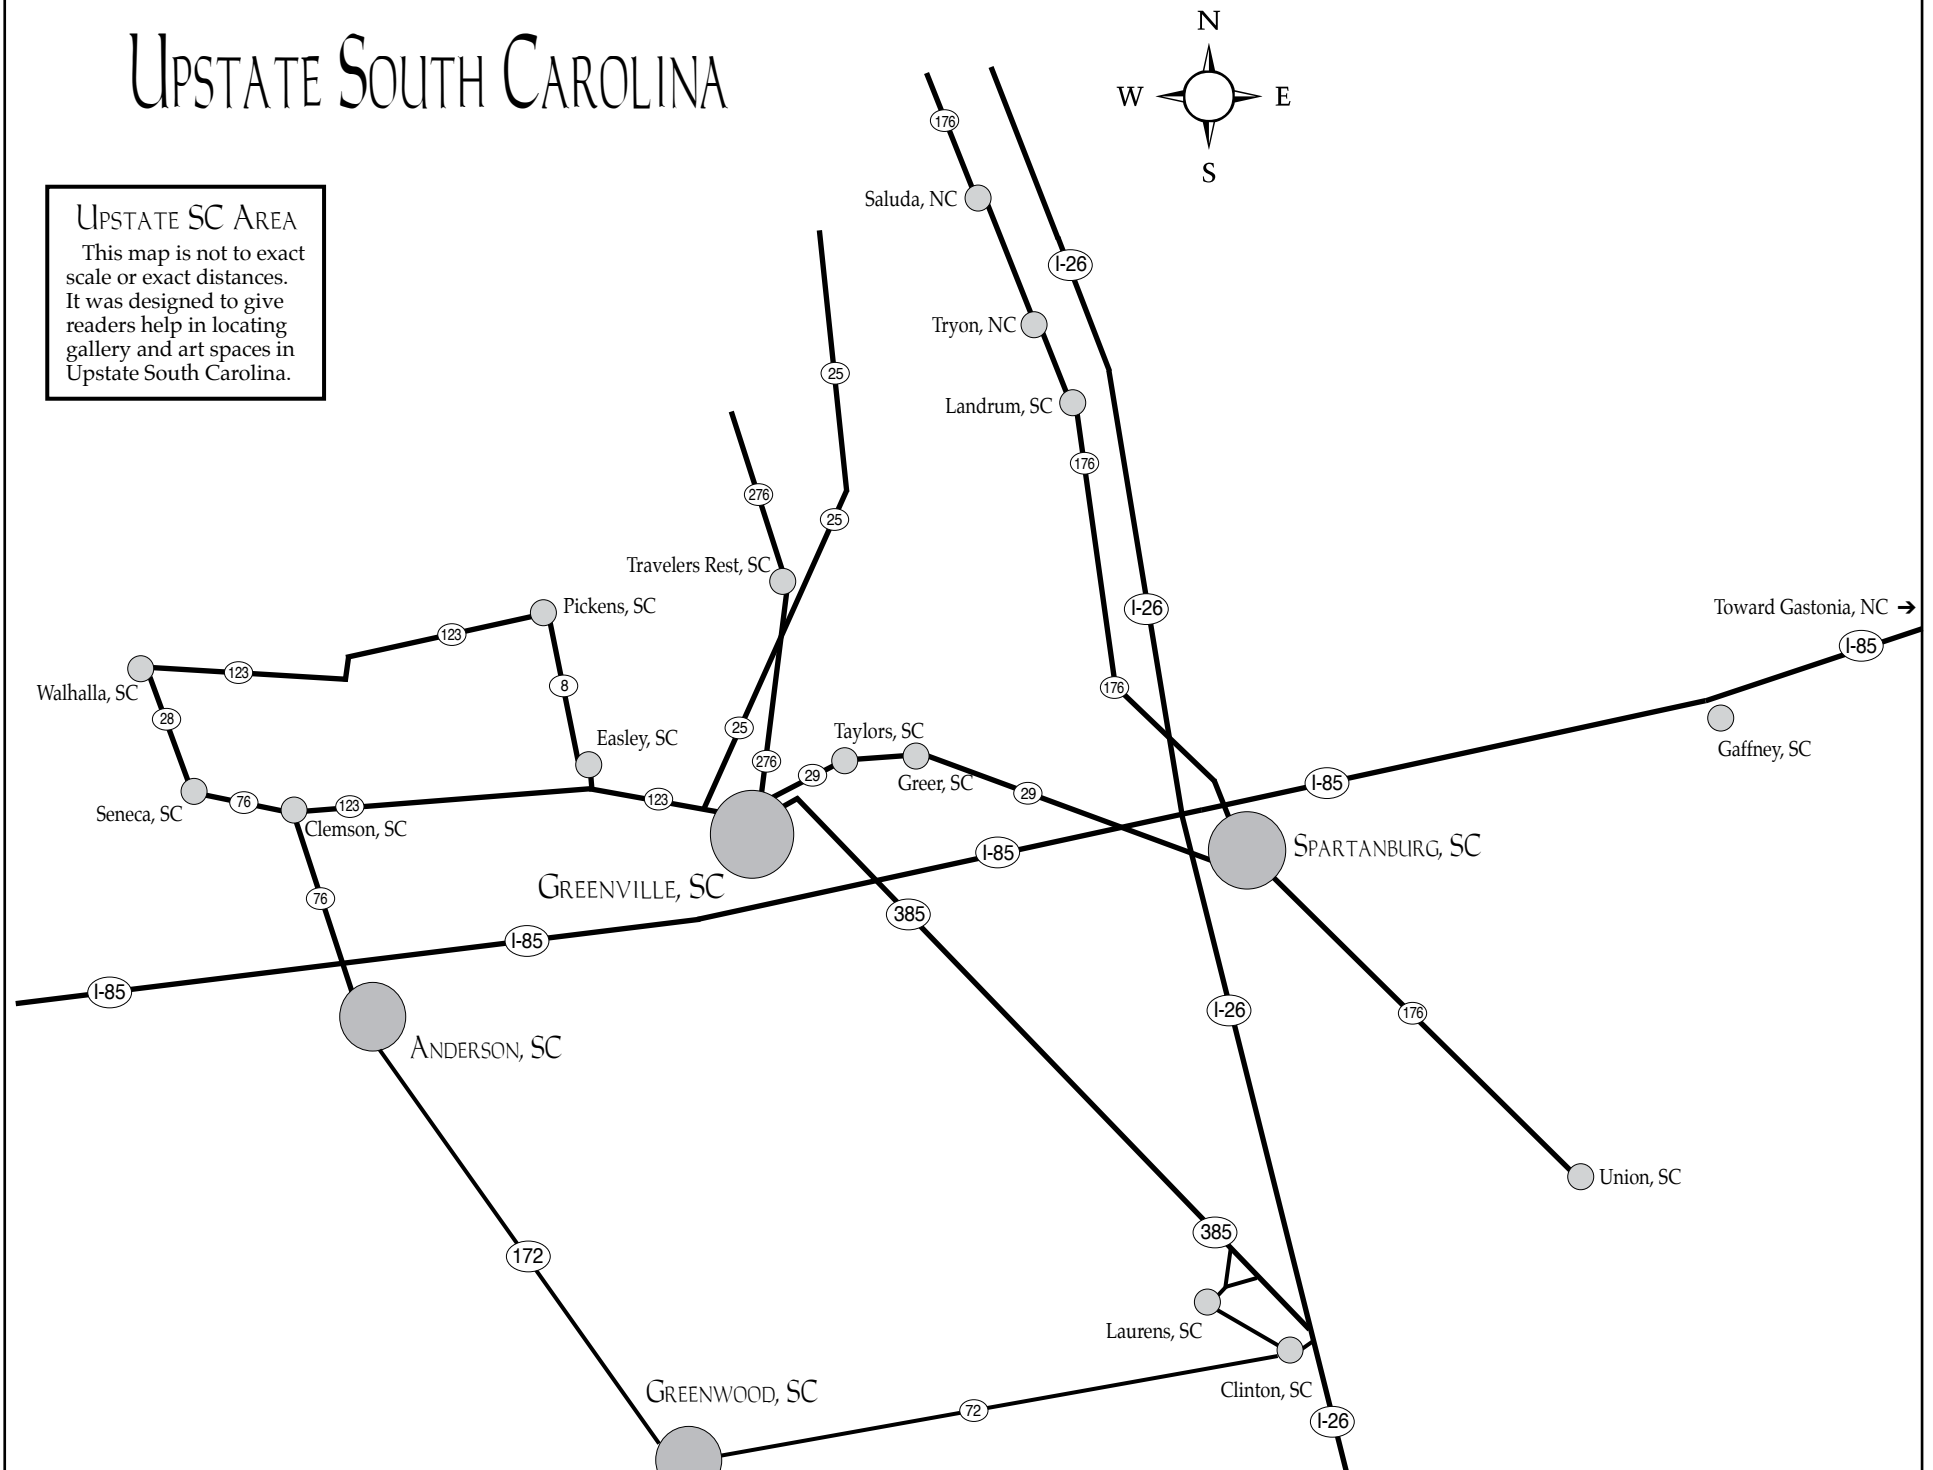 UPSTATE SOUTH CAROLINA
N
W E
S
UPSTATE SC AREA
This map is not to exact
scale or exact distances.
It was designed to give
readers help in locating
gallery and art spaces in
Upstate South Carolina.
176
Saluda, NC
I-26
Tryon, NC
25
Landrum, SC
176
276
25
Travelers Rest, SC
Pickens, SC
I-26
Toward Gastonia, NC ➔
123
I-85
123
Walhalla, SC
8
176
28
25
Gaffney, SC
Easley, SC
Taylors, SC
276
29
Greer, SC
I-85
Seneca, SC
76
123
123
29
Clemson, SC
SPARTANBURG, SC
I-85
GREENVILLE, SC
76
385
I-85
I-85
I-26
176
ANDERSON, SC
Union, SC
385
172
Laurens, SC
GREENWOOD, SC
Clinton, SC
72
I-26